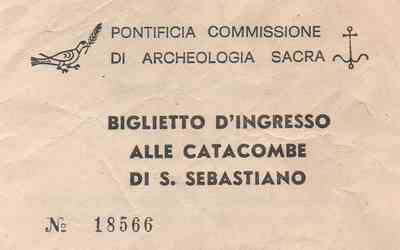 PONTIFICIA COMMISSIONE
DI ARCHEOLOGIA SACRA
BIGLIETTO D'INGRESSO
ALLE CATACOMBE
DI S. SEBASTIANO
№ 18566